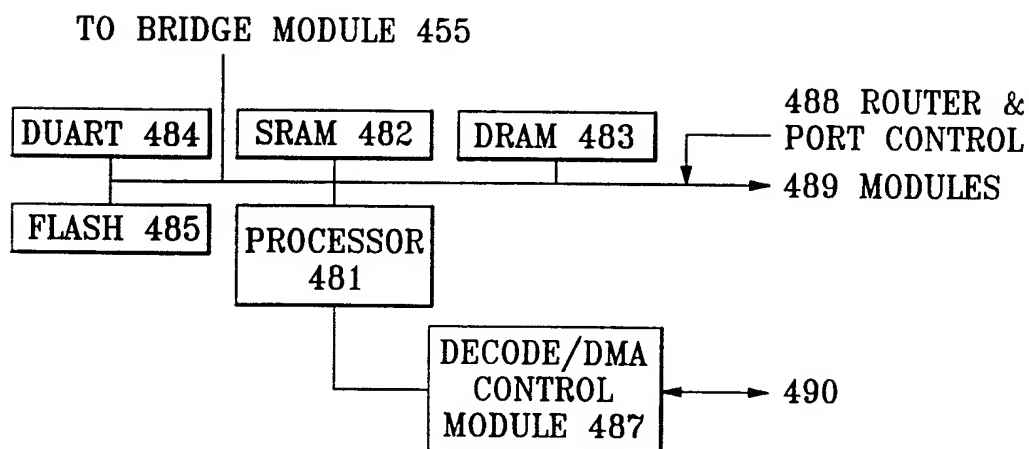 TO BRIDGE MODULE 455
DUART 484
SRAM 482
DRAM 483
488 ROUTER &
PORT CONTROL
489 MODULES
FLASH 485
PROCESSOR
481
DECODE/DMA
CONTROL
MODULE 487
490